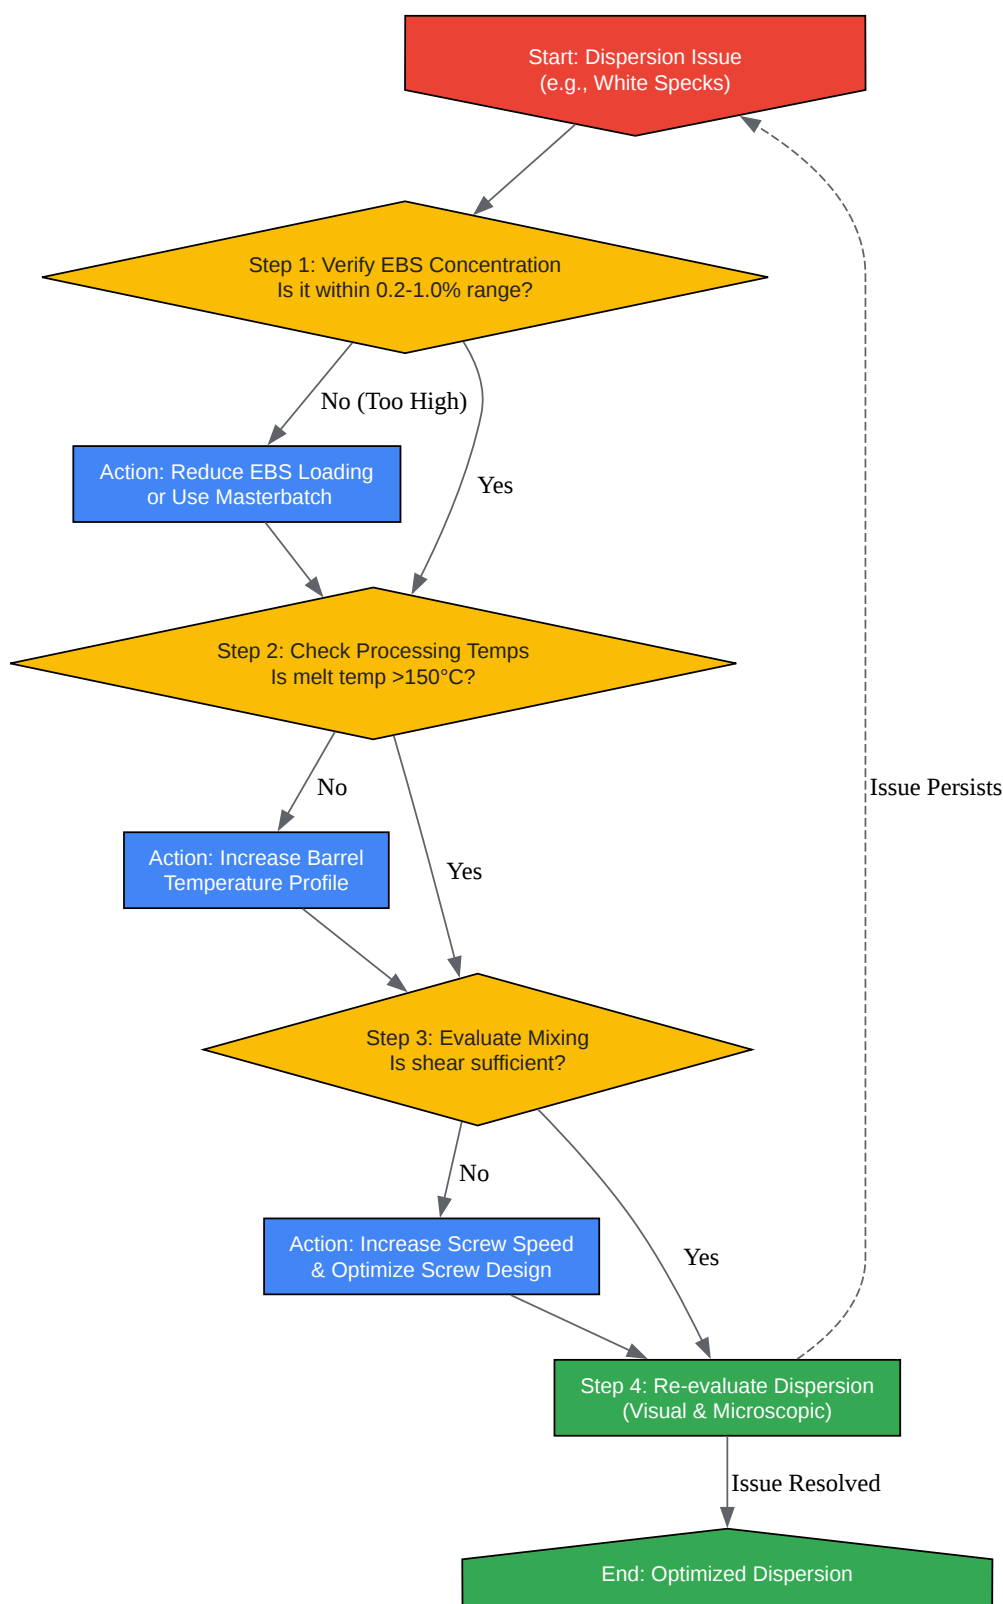 Start: Dispersion Issue
(e.g., White Specks)
Step 1: Verify EBS Concentration
Is it within 0.2-1.0% range?
No (Too High)
Action: Reduce EBS Loading
or Use Masterbatch
Yes
Step 2: Check Processing Temps
Is melt temp >150°C?
No
Issue Persists
Action: Increase Barrel
Temperature Profile
Yes
Step 3: Evaluate Mixing
Is shear sufficient?
No
Action: Increase Screw Speed
& Optimize Screw Design
Yes
Step 4: Re-evaluate Dispersion
(Visual & Microscopic)
Issue Resolved
End: Optimized Dispersion